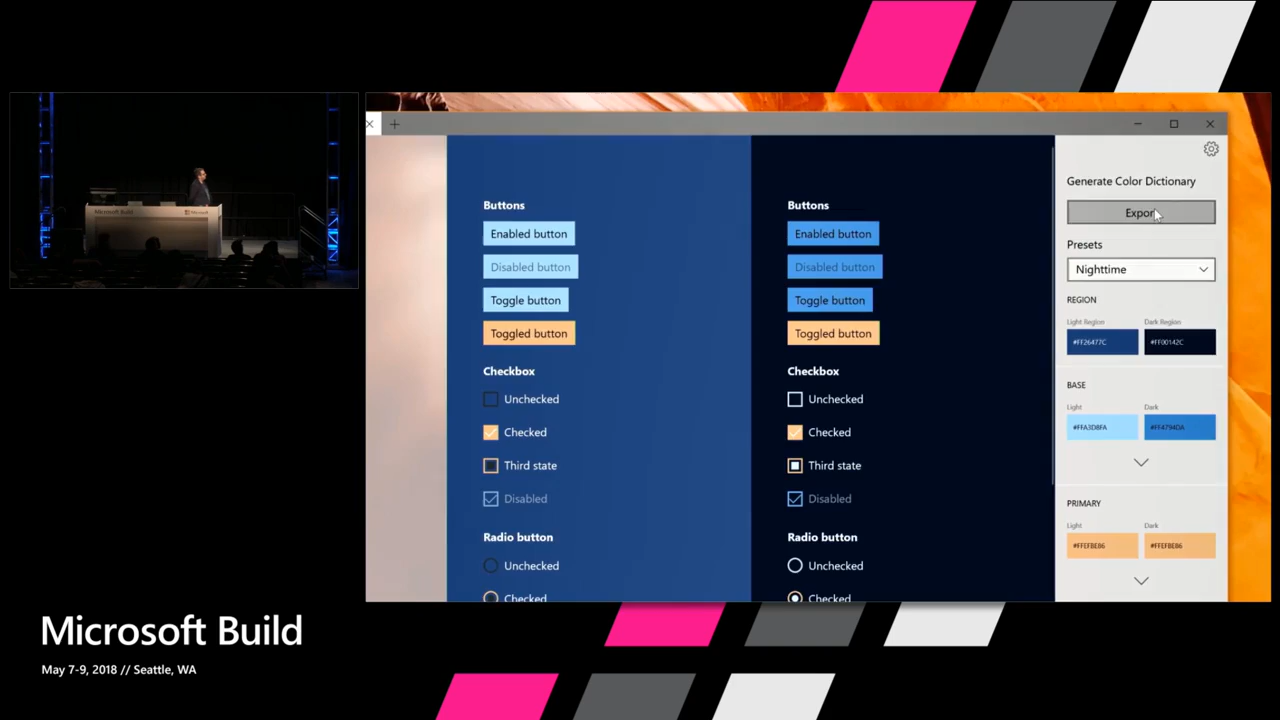 Microsoft Build
Microsoft
Generate Color Dictionary
Export
Presets
Nighttime
REGION
Light Region
Dark Region
#FF26477C
#FF00142C
BASE
Light
Dark
#FFA3D8FA
#FF4794DA
PRIMARY
Light
Dark
#FFEFBE86
#FFEFBE86
Buttons
Enabled button
Disabled button
Toggle button
Toggled button
Checkbox
Unchecked
Checked
Third state
Disabled
Radio button
Unchecked
Checked
Buttons
Enabled button
Disabled button
Toggle button
Toggled button
Checkbox
Unchecked
Checked
Third state
Disabled
Radio button
Unchecked
Checked
Microsoft Build
May 7-9, 2018 // Seattle, WA